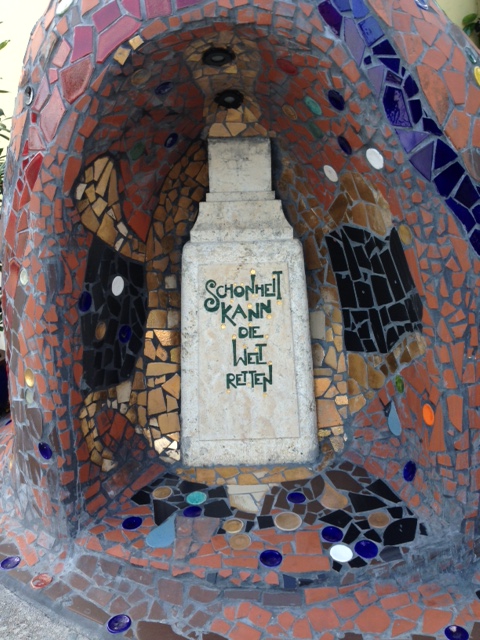 SCHONHEIT
KANN
DIE
WELT
RETTEN